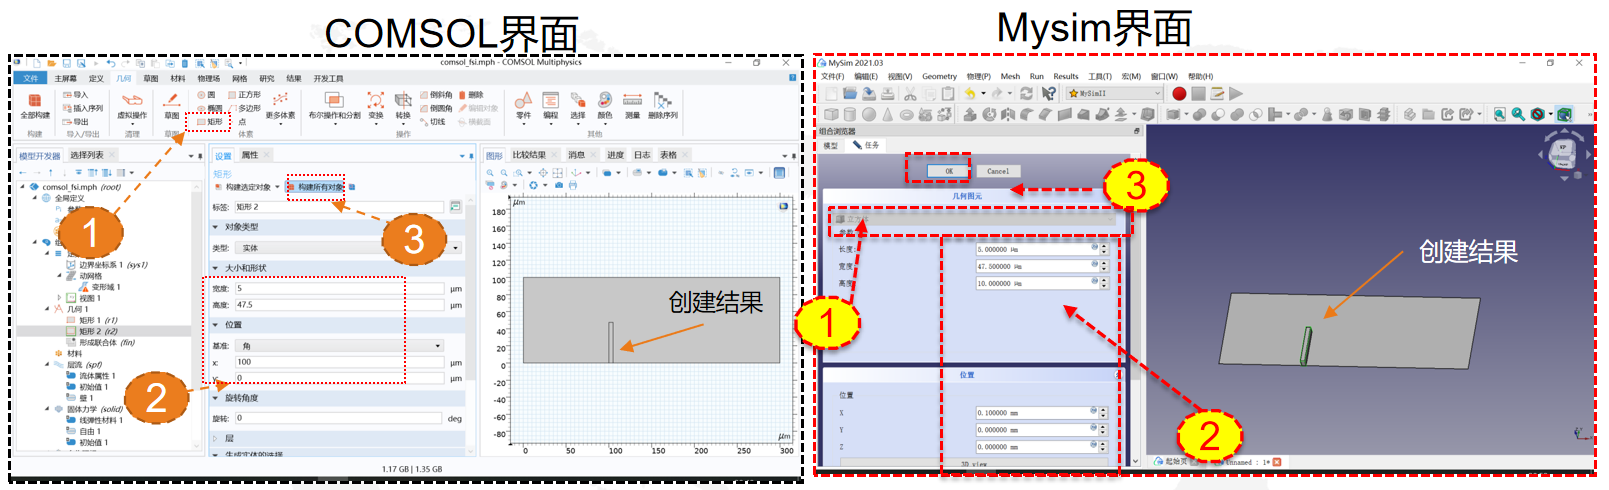 COMSOL界面
Mysim界面
comsol_fsi.mph - COMSOL Multiphysics
文件 主屏幕 定义 几何 草图 材料 物理场 网格 研究 结果 开发工具
全部构建
构建
导入
插入序列
导出
导入/导出
虚拟操作
清理
草图
圆 正方形
椭圆 多边形
矩形 点
更多体素
体素
布尔操作和分割
变换
转换
倒斜角 删除
倒圆角 编辑对象
切线 横截面
操作
零件
编程
选择
颜色
测量
删除序列
其他
模型开发器 选择列表
comsol_fsi.mph (root)
全局定义
边界坐标系 1 (sys1)
动网格
变形域 1
视图 1
几何 1
矩形 1 (r1)
矩形 2 (r2)
形成联合体 (fin)
材料
层流 (spf)
流体属性 1
初始值 1
壁 1
固体力学 (solid)
线弹性材料 1
自由 1
初始值 1
设置 属性
矩形
构建选定对象 构建所有对象
标签: 矩形 2
对象类型
类型: 实体
大小和形状
宽度: 5 μm
高度: 47.5 μm
位置
基准: 角
x: 100 μm
y: 0 μm
旋转角度
旋转: 0 deg
层
生成实体的选择
图形 比较结果 消息 进度 日志 表格
μm
180
160
140
120
100
80
60
40
20
0
-20
-40
-60
-80
0 50 100 150 200 250 300
μm
创建结果
1.17 GB | 1.35 GB
1
2
3
MySim 2021.03
文件(F) 编辑(E) 视图(V) Geometry 物理(P) Mesh Run Results 工具(T) 宏(M) 窗口(W) 帮助(H)
MySimII
组合浏览器
模型 任务
OK Cancel
几何图元
立方体
参数
长度: 5.000000 μm
宽度: 47.500000 μm
高度: 10.000000 μm
位置
位置
X 0.100000 mm
Y 0.000000 mm
Z 0.000000 mm
3D view
创建结果
起始页
Unnamed : 1*
1
2
3